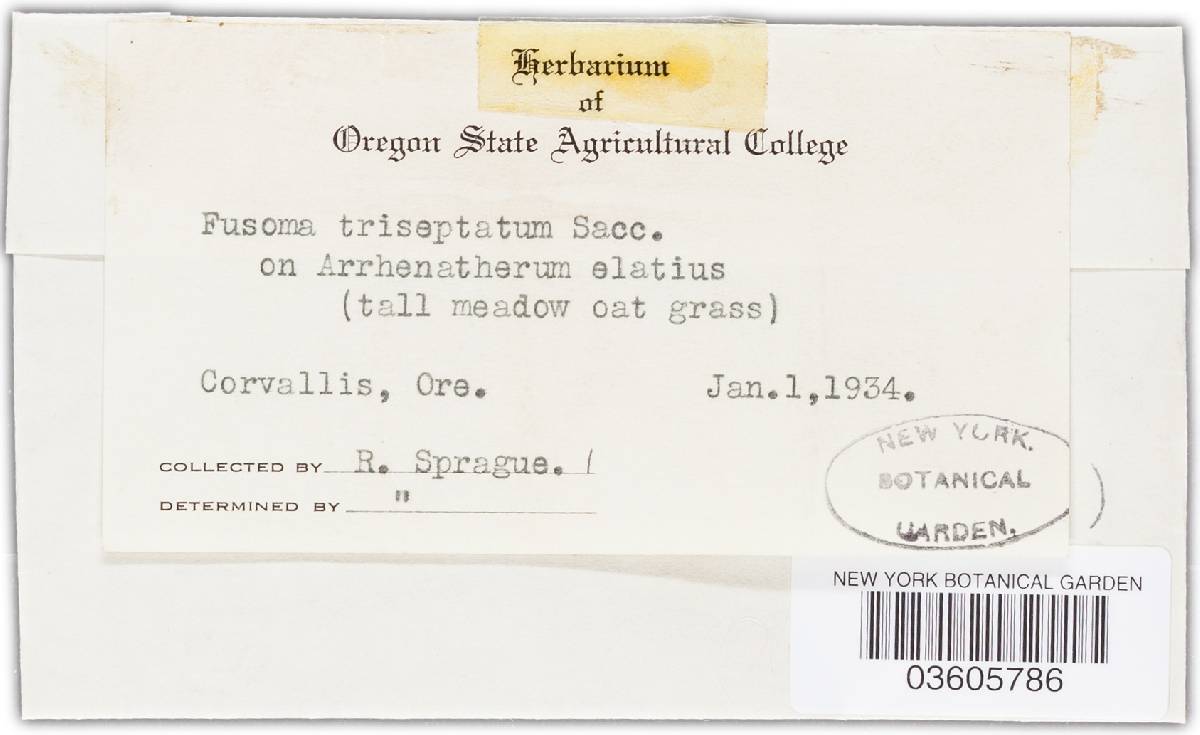 Herbarium
of
Oregon State Agricultural College
Fusoma triseptatum Sacc.
on Arrhenatherum elatius
(tall meadow oat grass)
Corvallis, Ore. Jan.1,1934.
COLLECTED BY R. Sprague.
DETERMINED BY "
NEW YORK.
BOTANICAL
GARDEN.
NEW YORK BOTANICAL GARDEN
03605786